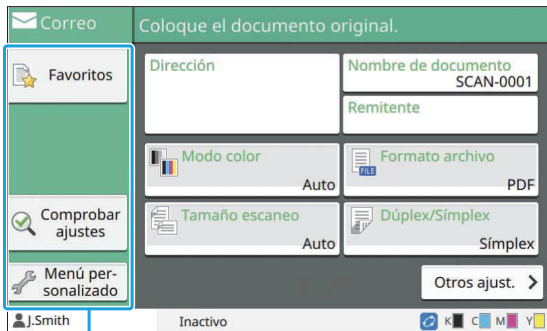 Correo
Coloque el documento original.
Favoritos
Comprobar
ajustes
Menú per-
sonalizado
Dirección
Nombre de documento
SCAN-0001
Remitente
Modo color
Auto
Formato archivo
FILE
PDF
Tamaño escaneo
Auto
Dúplex/Símplex
Símplex
Otros ajust.
J.Smith
Inactivo
K C M Y